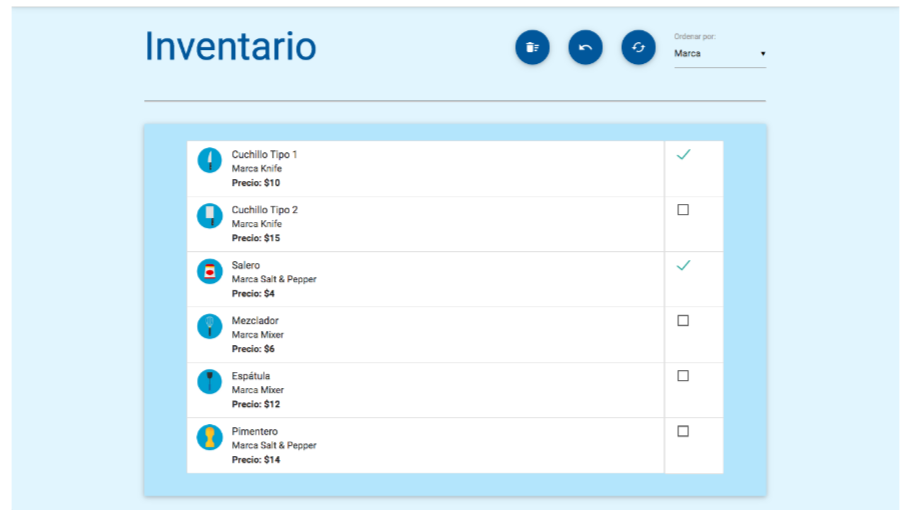 Inventario
Ordenar por:
Marca
Cuchillo Tipo 1
Marca Knife
Precio: $10
Cuchillo Tipo 2
Marca Knife
Precio: $15
Salero
Marca Salt & Pepper
Precio: $4
Mezclador
Marca Mixer
Precio: $6
Espátula
Marca Mixer
Precio: $12
Pimentero
Marca Salt & Pepper
Precio: $14